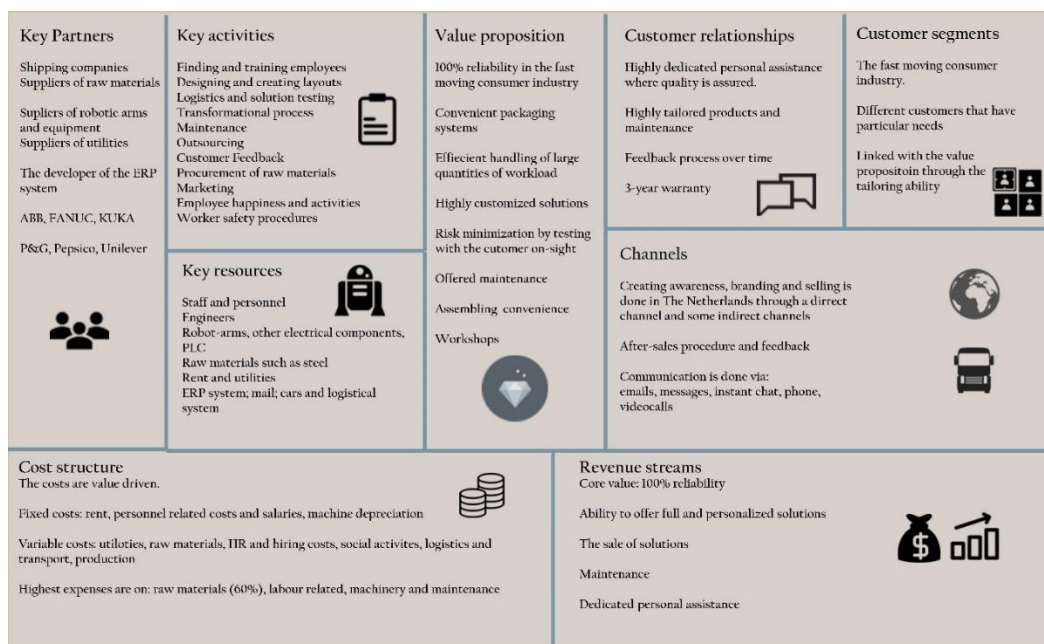 Key Partners
Shipping companies
Suppliers of raw materials
Supliers of robotic arms
and equipment
Suppliers of utilities
The developer of the ERP
system
ABB, FANUC, KUKA
P&G, Pepsico, Unilever
Key activities
Finding and training employees
Designing and creating layouts
Logistics and solution testing
Transformational process
Maintenance
Outsourcing
Customer Feedback
Procurement of raw materials
Marketing
Employee happiness and activities
Worker safety procedures
Key resources
Staff and personnel
Engineers
Robot-arms, other electrical components,
PLC
Raw materials such as steel
Rent and utilities
ERP system; mail; cars and logistical
system
Value proposition
100% reliability in the fast
moving consumer industry
Convenient packaging
systems
Effiecient handling of large
quantities of workload
Highly customized solutions
Risk minimization by testing
with the cutomer on-sight
Offered maintenance
Assembling convenience
Workshops
Customer relationships
Highly dedicated personal assistance
where quality is assured.
Highly tailored products and
maintenance
Feedback process over time
3-year warranty
Customer segments
The fast moving consumer
industry.
Different customers that have
particular needs
Linked with the value
propositoin through the
tailoring ability
Channels
Creating awareness, branding and selling is
done in The Netherlands through a dirrect
channel and some indirect channels
After-sales procedure and feedback
Communication is done via:
emails, messages, instant chat, phone,
videocalls
Cost structure
The costs are value driven.
Fixed costs: rent, personnel related costs and salaries, machine depreciation
Variable costs: utiloties, raw materials, HR and hiring costs, social activites, logistics and
transport, production
Highest expenses are on: raw materials (60%), labour related, machinery and maintenance
Revenue streams
Core value: 100% reliability
Ability to offer full and personalized solutions
The sale of solutions
Maintenance
Dedicated personal assistance
$